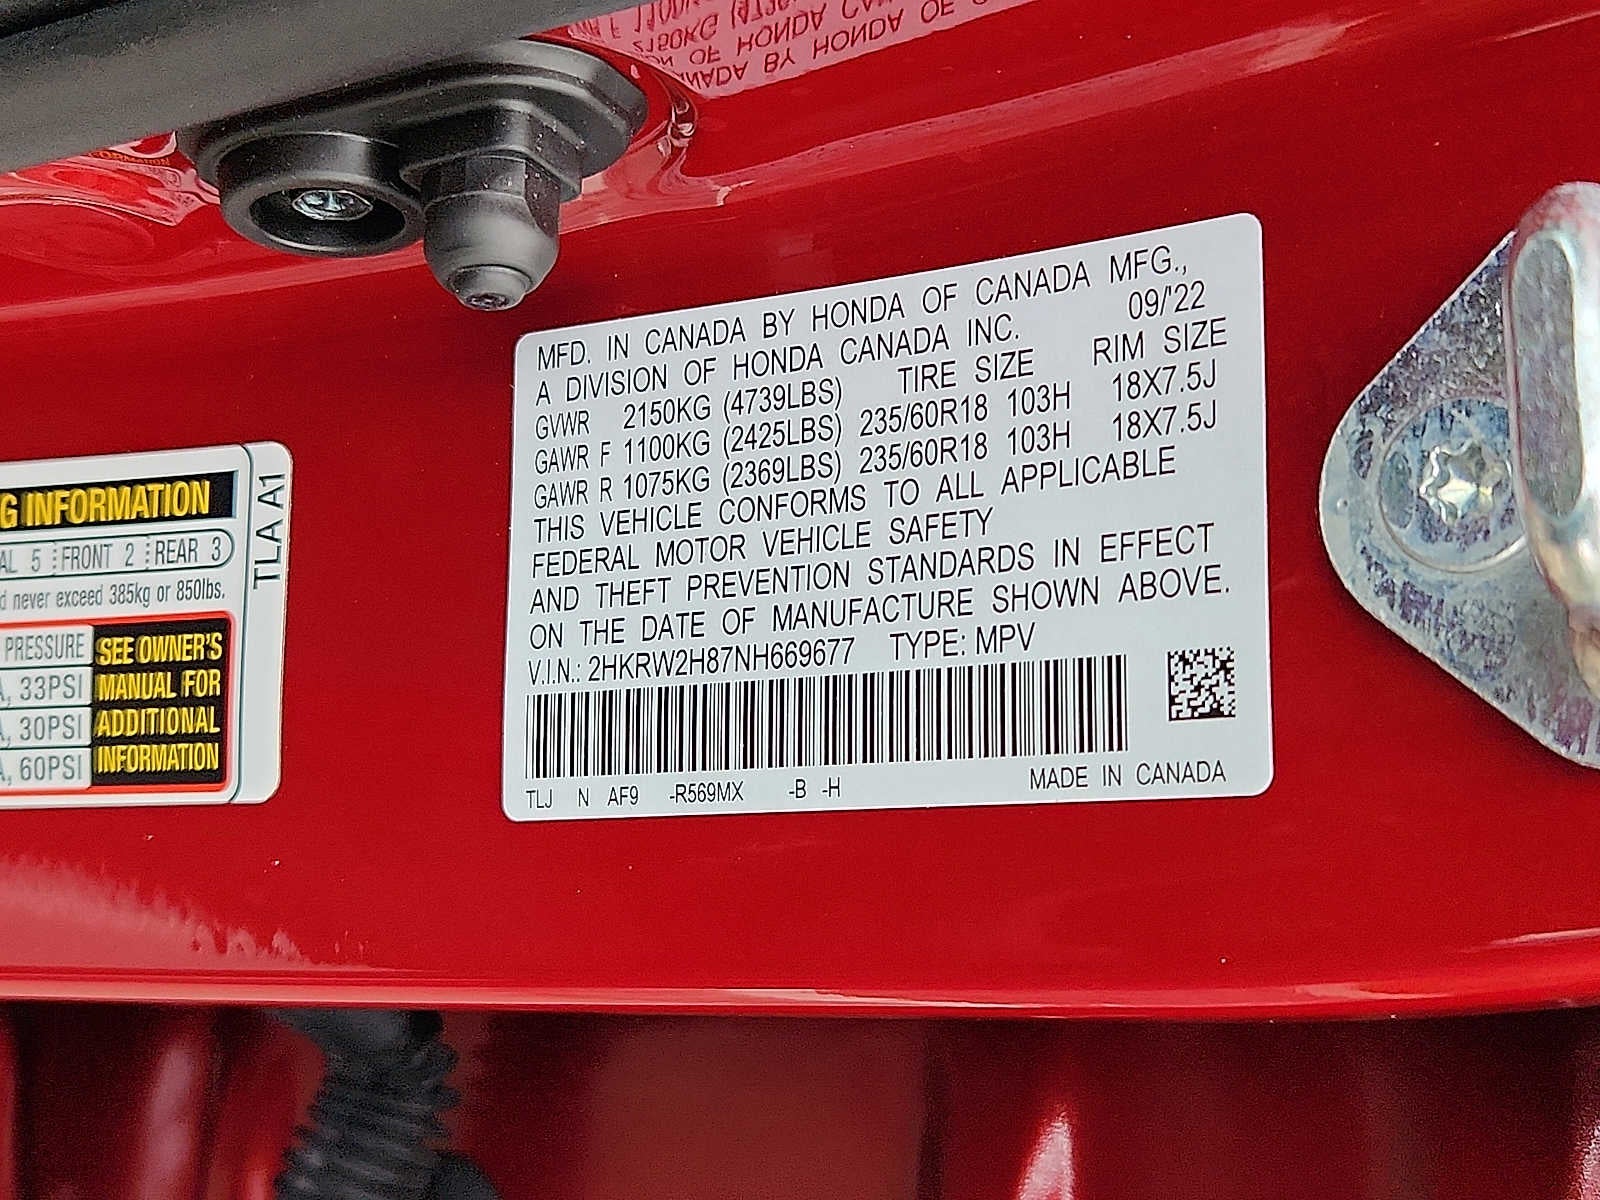 MFD. IN CANADA BY HONDA OF CANADA MFG.,
A DIVISION OF HONDA CANADA INC. 09/'22
GVWR 2150KG (4739LBS) TIRE SIZE RIM SIZE
GAWR F 1100KG (2425LBS) 235/60R18 103H 18X7.5J
GAWR R 1075KG (2369LBS) 235/60R18 103H 18X7.5J
THIS VEHICLE CONFORMS TO ALL APPLICABLE
FEDERAL MOTOR VEHICLE SAFETY
AND THEFT PREVENTION STANDARDS IN EFFECT
ON THE DATE OF MANUFACTURE SHOWN ABOVE.
V.I.N.: 2HKRW2H87NH669677 TYPE: MPV
TLJ N AF9 -R569MX -B -H MADE IN CANADA
G INFORMATION
AL 5 FRONT 2 REAR 3
d never exceed 385kg or 850lbs.
PRESSURE
A, 33PSI
A, 30PSI
A, 60PSI
SEE OWNER'S
MANUAL FOR
ADDITIONAL
INFORMATION
TLA A1